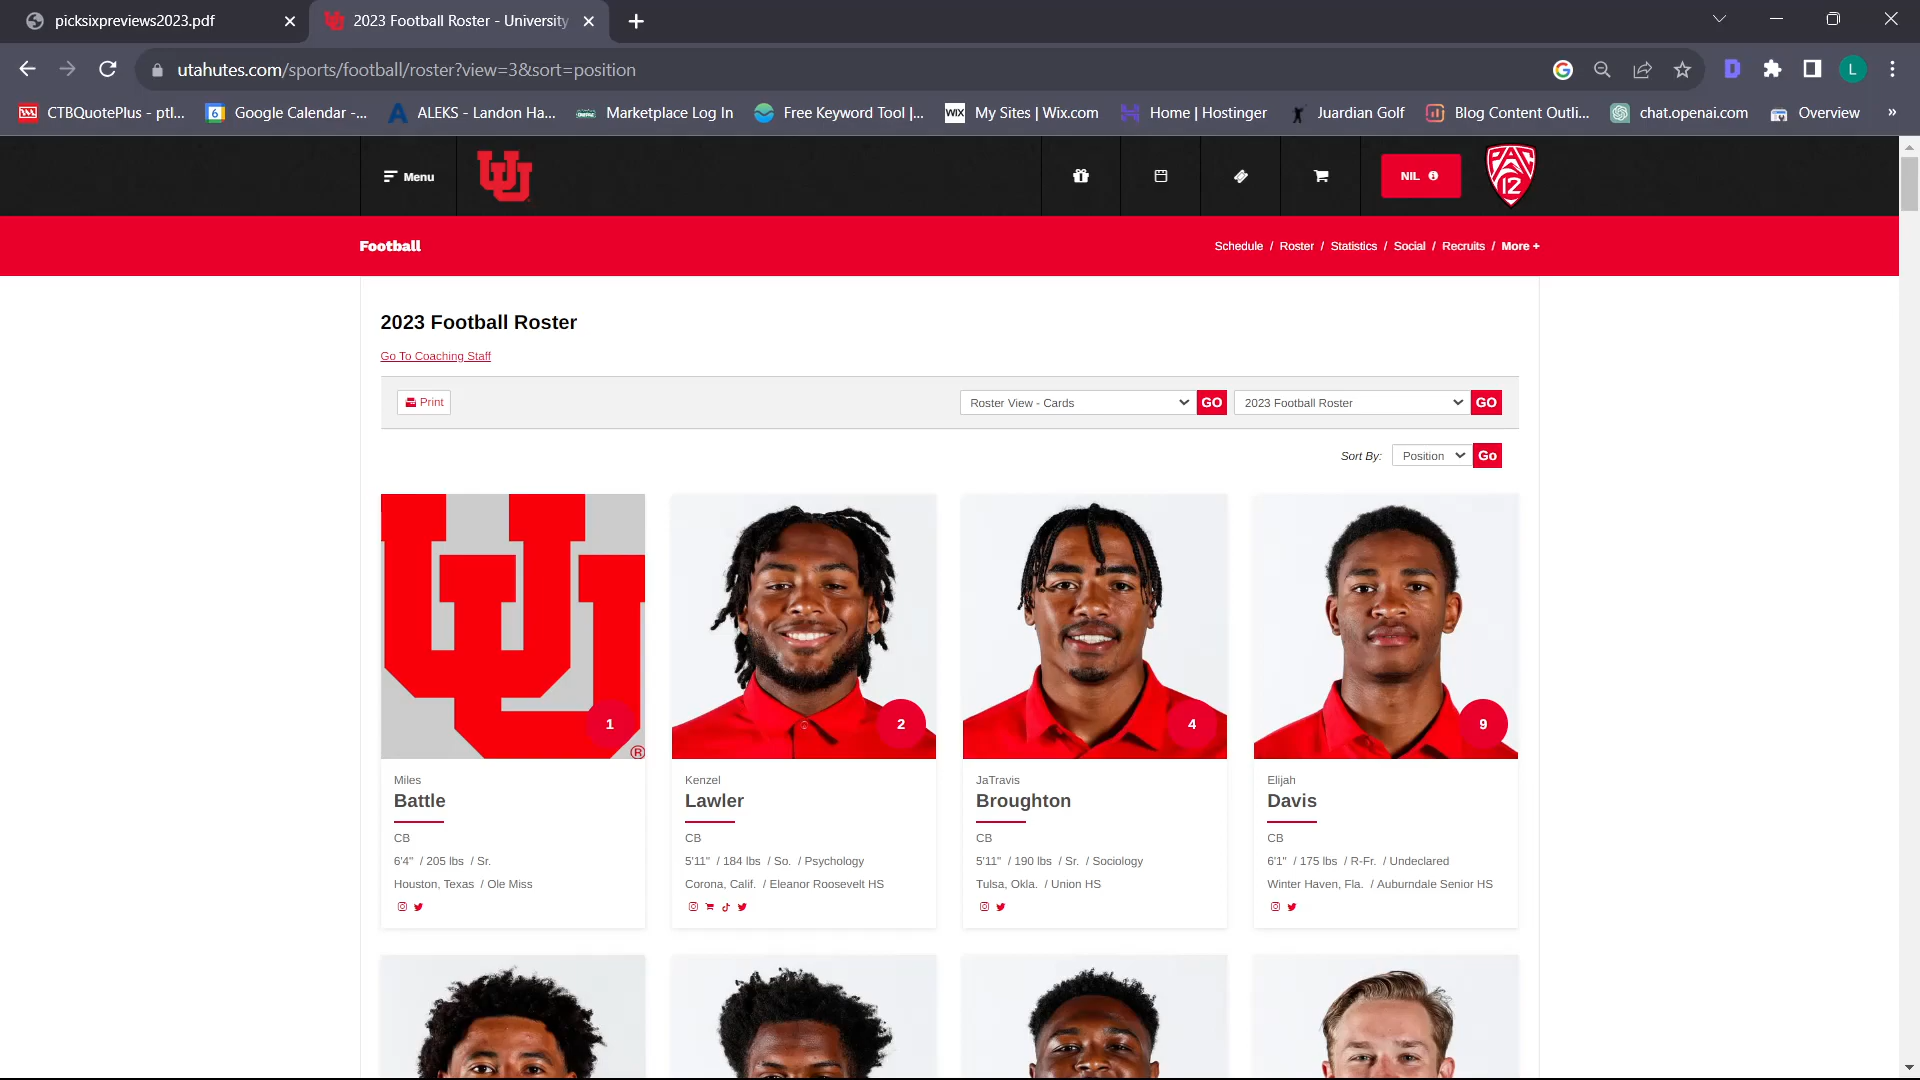 picksixpreviews2023.pdf
2023 Football Roster - University
utahutes.com/sports/football/roster?view=3&sort=position
L
CTBQuotePlus - ptl...
6
Google Calendar -...
ALEKS - Landon Ha...
Marketplace Log In
Free Keyword Tool |...
WIX
My Sites | Wix.com
Home | Hostinger
Juardian Golf
Blog Content Outli...
chat.openai.com
Overview
»
Menu
NIL
PAC
12
Football
Schedule / Roster / Statistics / Social / Recruits / More +
2023 Football Roster
Go To Coaching Staff
Print
Roster View - Cards
GO
2023 Football Roster
GO
Sort By:
Position
Go
1
®
2
4
9
Miles
Battle
CB
6'4" / 205 lbs / Sr.
Houston, Texas / Ole Miss
Kenzel
Lawler
CB
5'11" / 184 lbs / So. / Psychology
Corona, Calif. / Eleanor Roosevelt HS
JaTravis
Broughton
CB
5'11" / 190 lbs / Sr. / Sociology
Tulsa, Okla. / Union HS
Elijah
Davis
CB
6'1" / 175 lbs / R-Fr. / Undeclared
Winter Haven, Fla. / Auburndale Senior HS